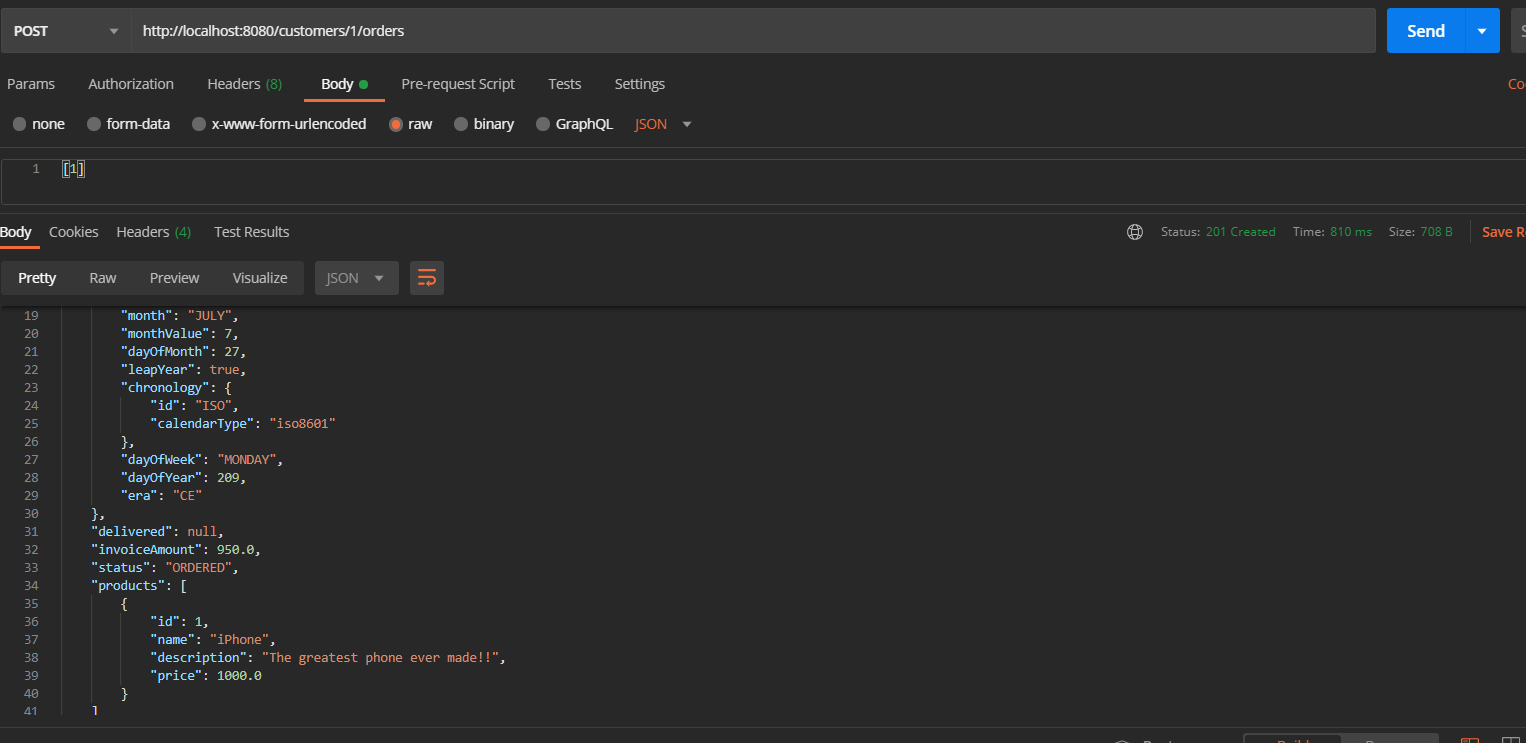 POST http://localhost:8080/customers/1/orders Send
Params Authorization Headers (8) Body Pre-request Script Tests Settings
none form-data x-www-form-urlencoded raw binary GraphQL JSON
1 [1]
Body Cookies Headers (4) Test Results Status: 201 Created Time: 810 ms Size: 708 B Save R
Pretty Raw Preview Visualize JSON
19 "month": "JULY",
20 "monthValue": 7,
21 "dayOfMonth": 27,
22 "leapYear": true,
23 "chronology": {
24 "id": "ISO",
25 "calendarType": "iso8601"
26 },
27 "dayOfWeek": "MONDAY",
28 "dayOfYear": 209,
29 "era": "CE"
30 },
31 "delivered": null,
32 "invoiceAmount": 950.0,
33 "status": "ORDERED",
34 "products": [
35 {
36 "id": 1,
37 "name": "iPhone",
38 "description": "The greatest phone ever made!!",
39 "price": 1000.0
40 }
41 ]